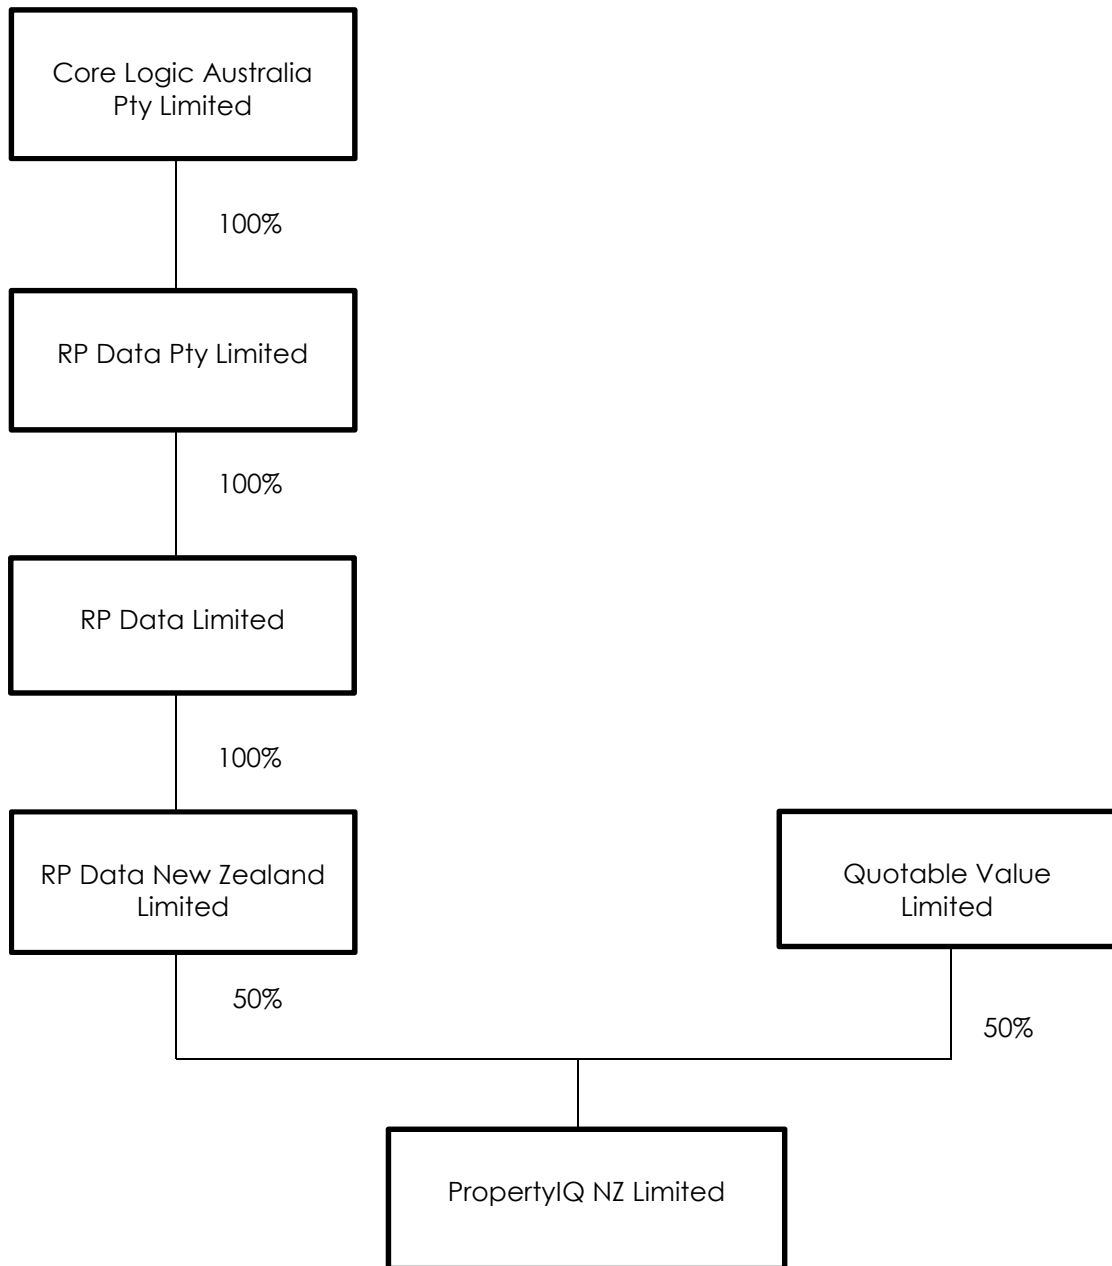 Core Logic Australia
Pty Limited
100%
RP Data Pty Limited
100%
RP Data Limited
100%
RP Data New Zealand
Limited
Quotable Value
Limited
50%
50%
PropertyIQ NZ Limited